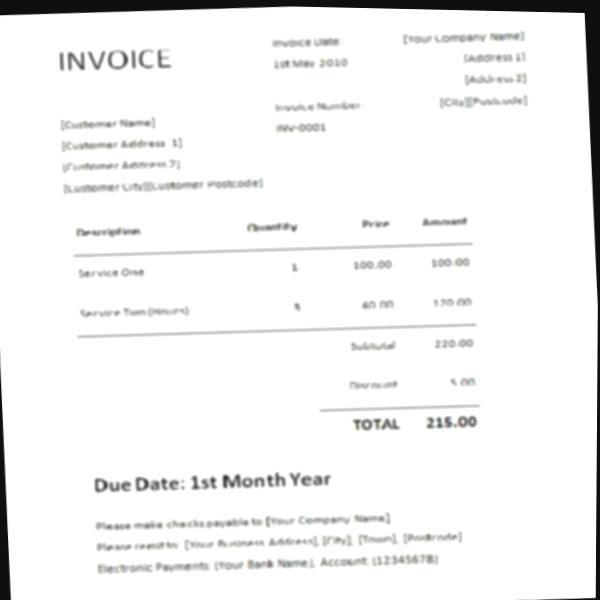 INVOICE
Invoice Date:
1st May 2010
[Your Company Name]
[Address 1]
[Address 2]
[City][Postcode]
Invoice Number
INV-0001
[Customer Name]
[Customer Address 1]
[Customer Address 2]
[Customer City][Customer Postcode]
Description Quantity Price Amount
Service One 1 100.00 100.00
Service Two (Hours) 3 40.00 120.00
Subtotal 220.00
Discount 5.00
TOTAL 215.00
Due Date: 1st Month Year
Please make checks payable to [Your Company Name]
Please remit to: [Your Business Address], [City], [Town], [Postcode]
Electronic Payments: (Your Bank Name), Account: (12345678)